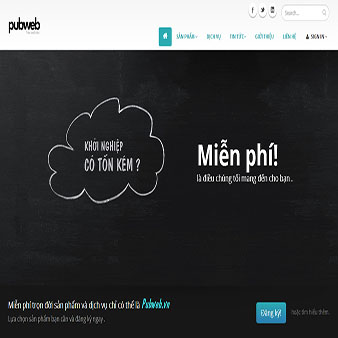 pubweb
Search...
SẢN PHẨM DỊCH VỤ TIN TỨC GIỚI THIỆU LIÊN HỆ SIGN IN
KHỞI NGHIỆP
CÓ TỐN KÉM ?
Miễn phí!
là điều chúng tôi mang đến cho bạn .
Miễn phí trọn đời sản phẩm và dịch vụ chỉ có thể là Pubweb.vn
Lựa chọn sản phẩm bạn cần và đăng ký ngay .
Đăng ký! hoặc tìm hiểu thêm.